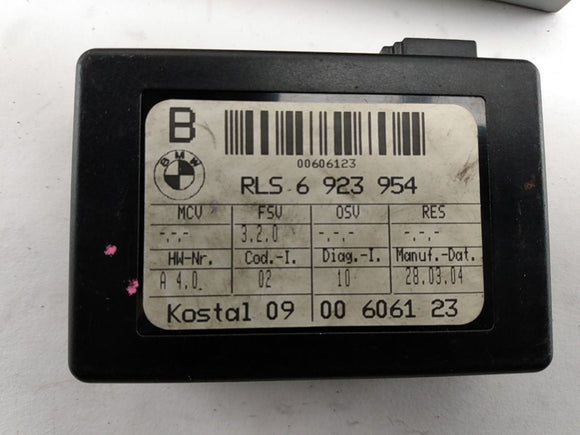 B
00606123
BMW
RLS 6 923 954
MCV FSV OSV RES
-.-.- 3.2.0 -.-.- -.-.-
HW-Nr. Cod.-I. Diag.-I. Manuf.-Dat.
A 4.0 02 10 28.03.04
Kostal 09 00 6061 23